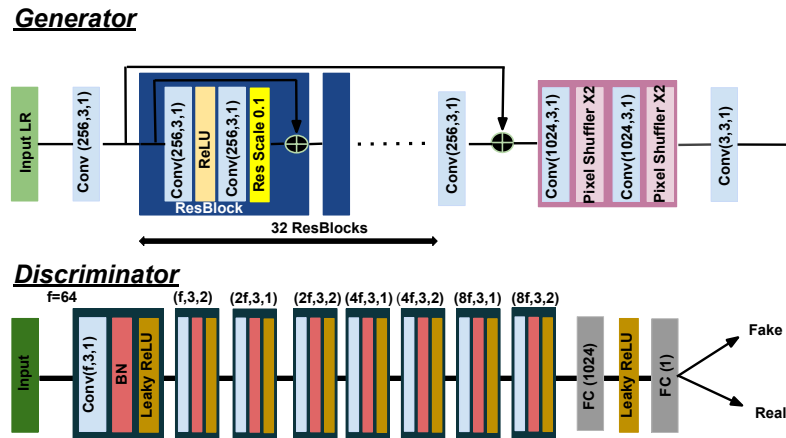 Generator
Input LR
Conv (256,3,1)
Conv(256,3,1)
ReLU
Conv(256,3,1)
Res Scale 0.1
ResBlock
Conv(256,3,1)
Conv(1024,3,1)
Pixel Shuffler X2
Conv(1024,3,1)
Pixel Shuffler X2
Conv(3,3,1)
32 ResBlocks
Discriminator
f=64
(f,3,2)
(2f,3,1)
(2f,3,2)
(4f,3,1)
(4f,3,2)
(8f,3,1)
(8f,3,2)
Input
Conv(f,3,1)
BN
Leaky ReLU
FC (1024)
Leaky ReLU
FC (1)
Fake
Real